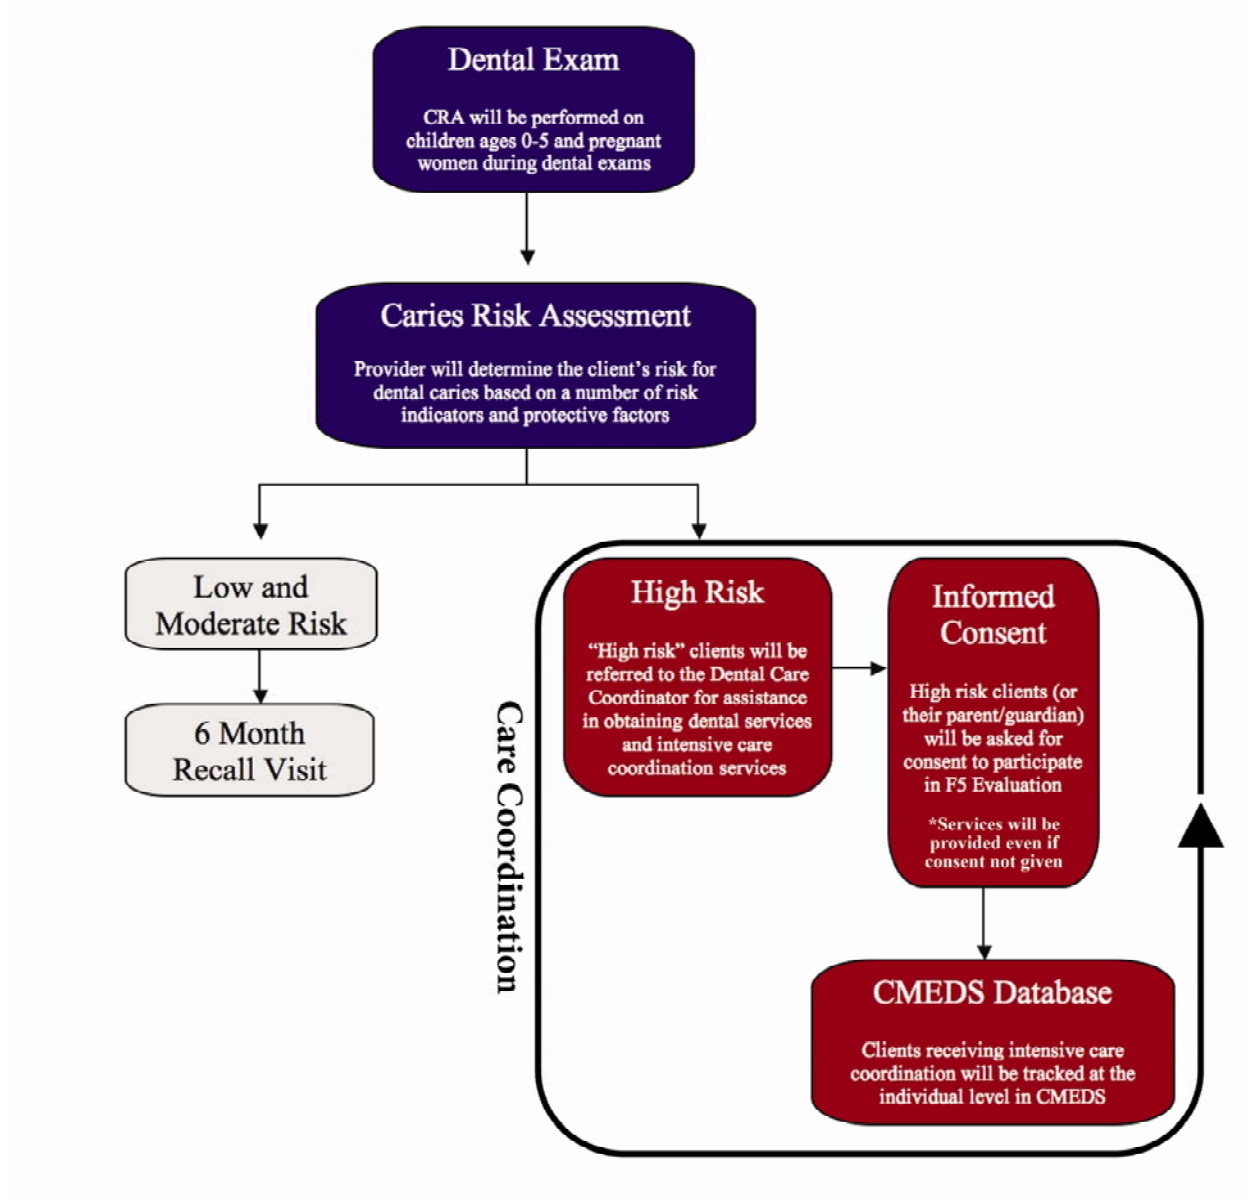 Dental Exam
CRA will be performed on
children ages 0-5 and pregnant
women during dental exams
Caries Risk Assessment
Provider will determine the client's risk for
dental caries based on a number of risk
indicators and protective factors
Low and
Moderate Risk
6 Month
Recall Visit
Care Coordination
High Risk
“High risk” clients will be
referred to the Dental Care
Coordinator for assistance
in obtaining dental services
and intensive care
coordination services
Informed
Consent
High risk clients (or
their parent/guardian)
will be asked for
consent to participate
in F5 Evaluation
*Services will be
provided even if
consent not given
CMEDS Database
Clients receiving intensive care
coordination will be tracked at the
individual level in CMEDS